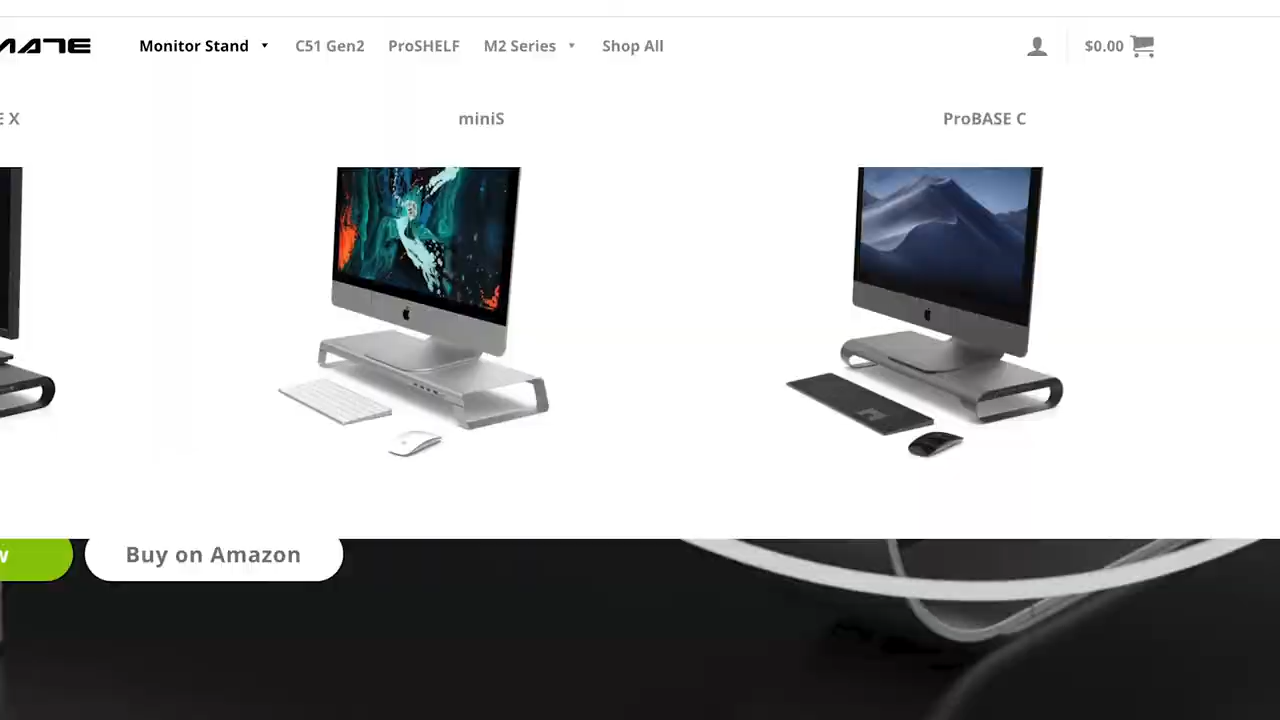 Monitor Stand
C51 Gen2
ProSHELF
M2 Series
Shop All
$0.00
E X
miniS
ProBASE C
w
Buy on Amazon